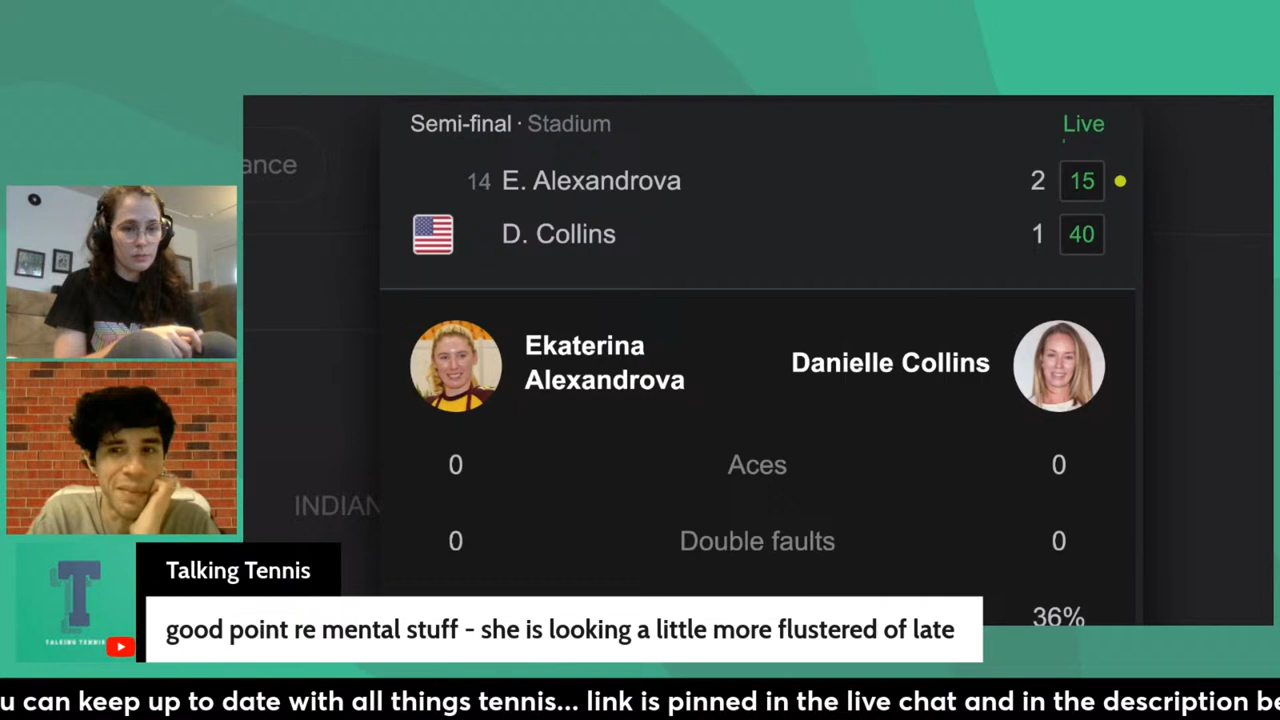 Semi-final · Stadium
Live
ance
14 E. Alexandrova 2 15
D. Collins 1 40
Ekaterina
Alexandrova
Danielle Collins
0 Aces 0
INDIAN
0 Double faults 0
36%
T
TALKING TENNIS
Talking Tennis
good point re mental stuff - she is looking a little more flustered of late
u can keep up to date with all things tennis... link is pinned in the live chat and in the description be